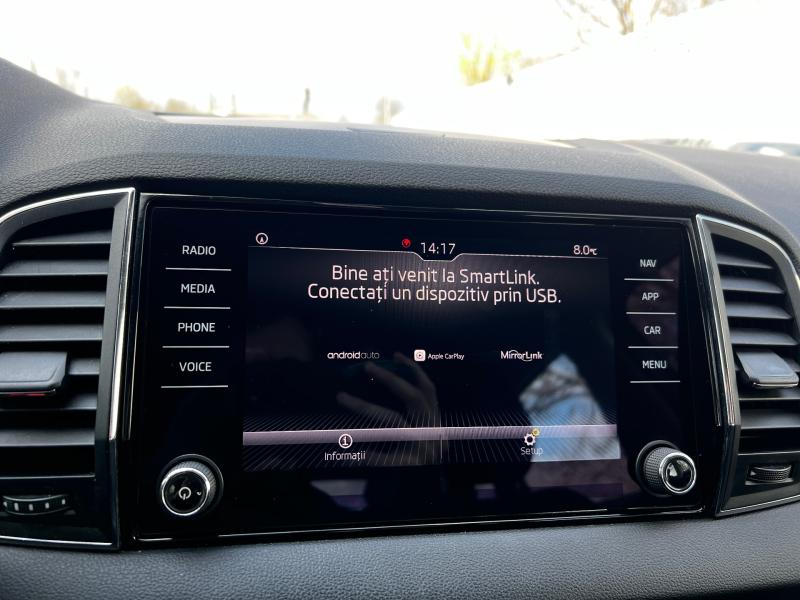 RADIO
MEDIA
PHONE
VOICE
14:17
8.0°C
Bine ați venit la SmartLink.
Conectați un dispozitiv prin USB.
androidauto
Apple CarPlay
MirrorLink
Informații
Setup
NAV
APP
CAR
MENU